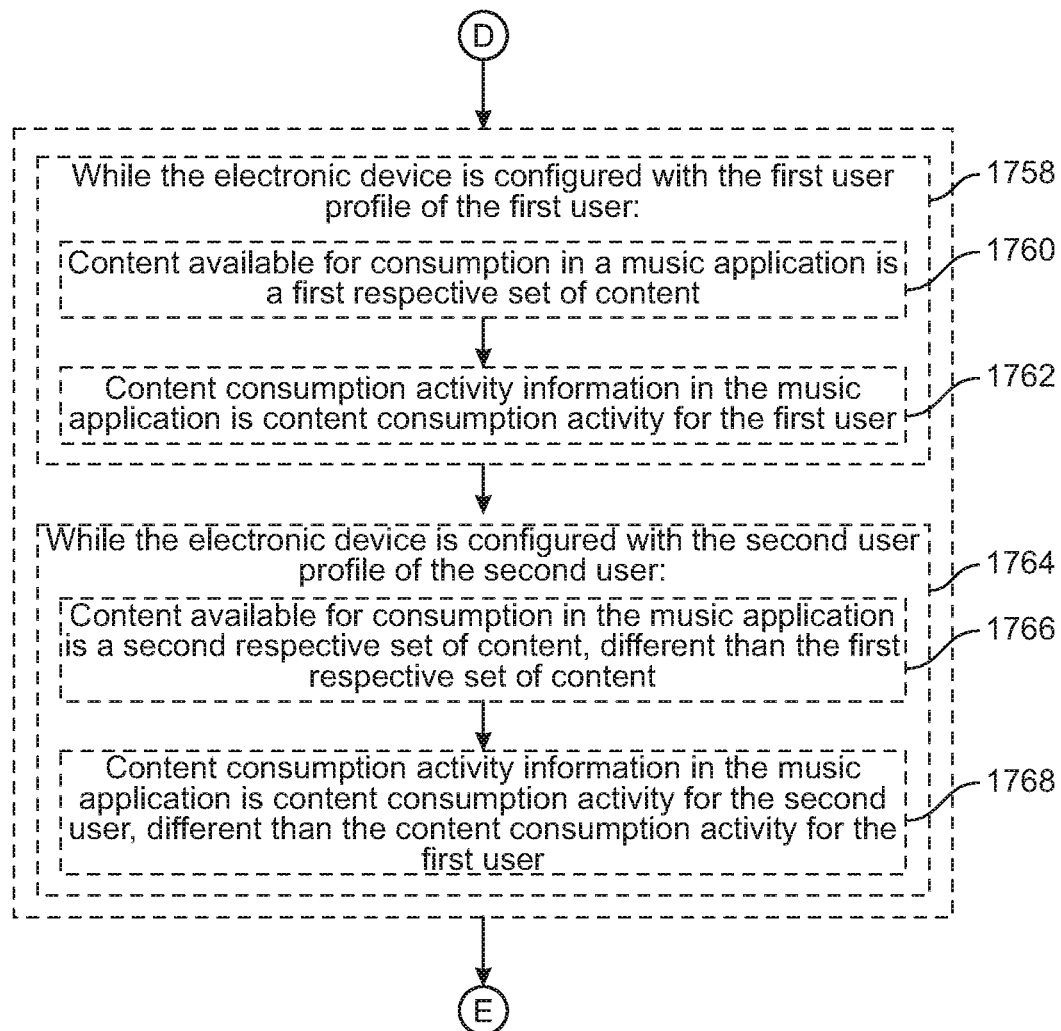 D
While the electronic device is configured with the first user
profile of the first user:
1758
Content available for consumption in a music application is
a first respective set of content
1760
Content consumption activity information in the music
application is content consumption activity for the first user
1762
While the electronic device is configured with the second user
profile of the second user:
1764
Content available for consumption in the music application
is a second respective set of content, different than the first
respective set of content
1766
Content consumption activity information in the music
application is content consumption activity for the second
user, different than the content consumption activity for the
first user
1768
E